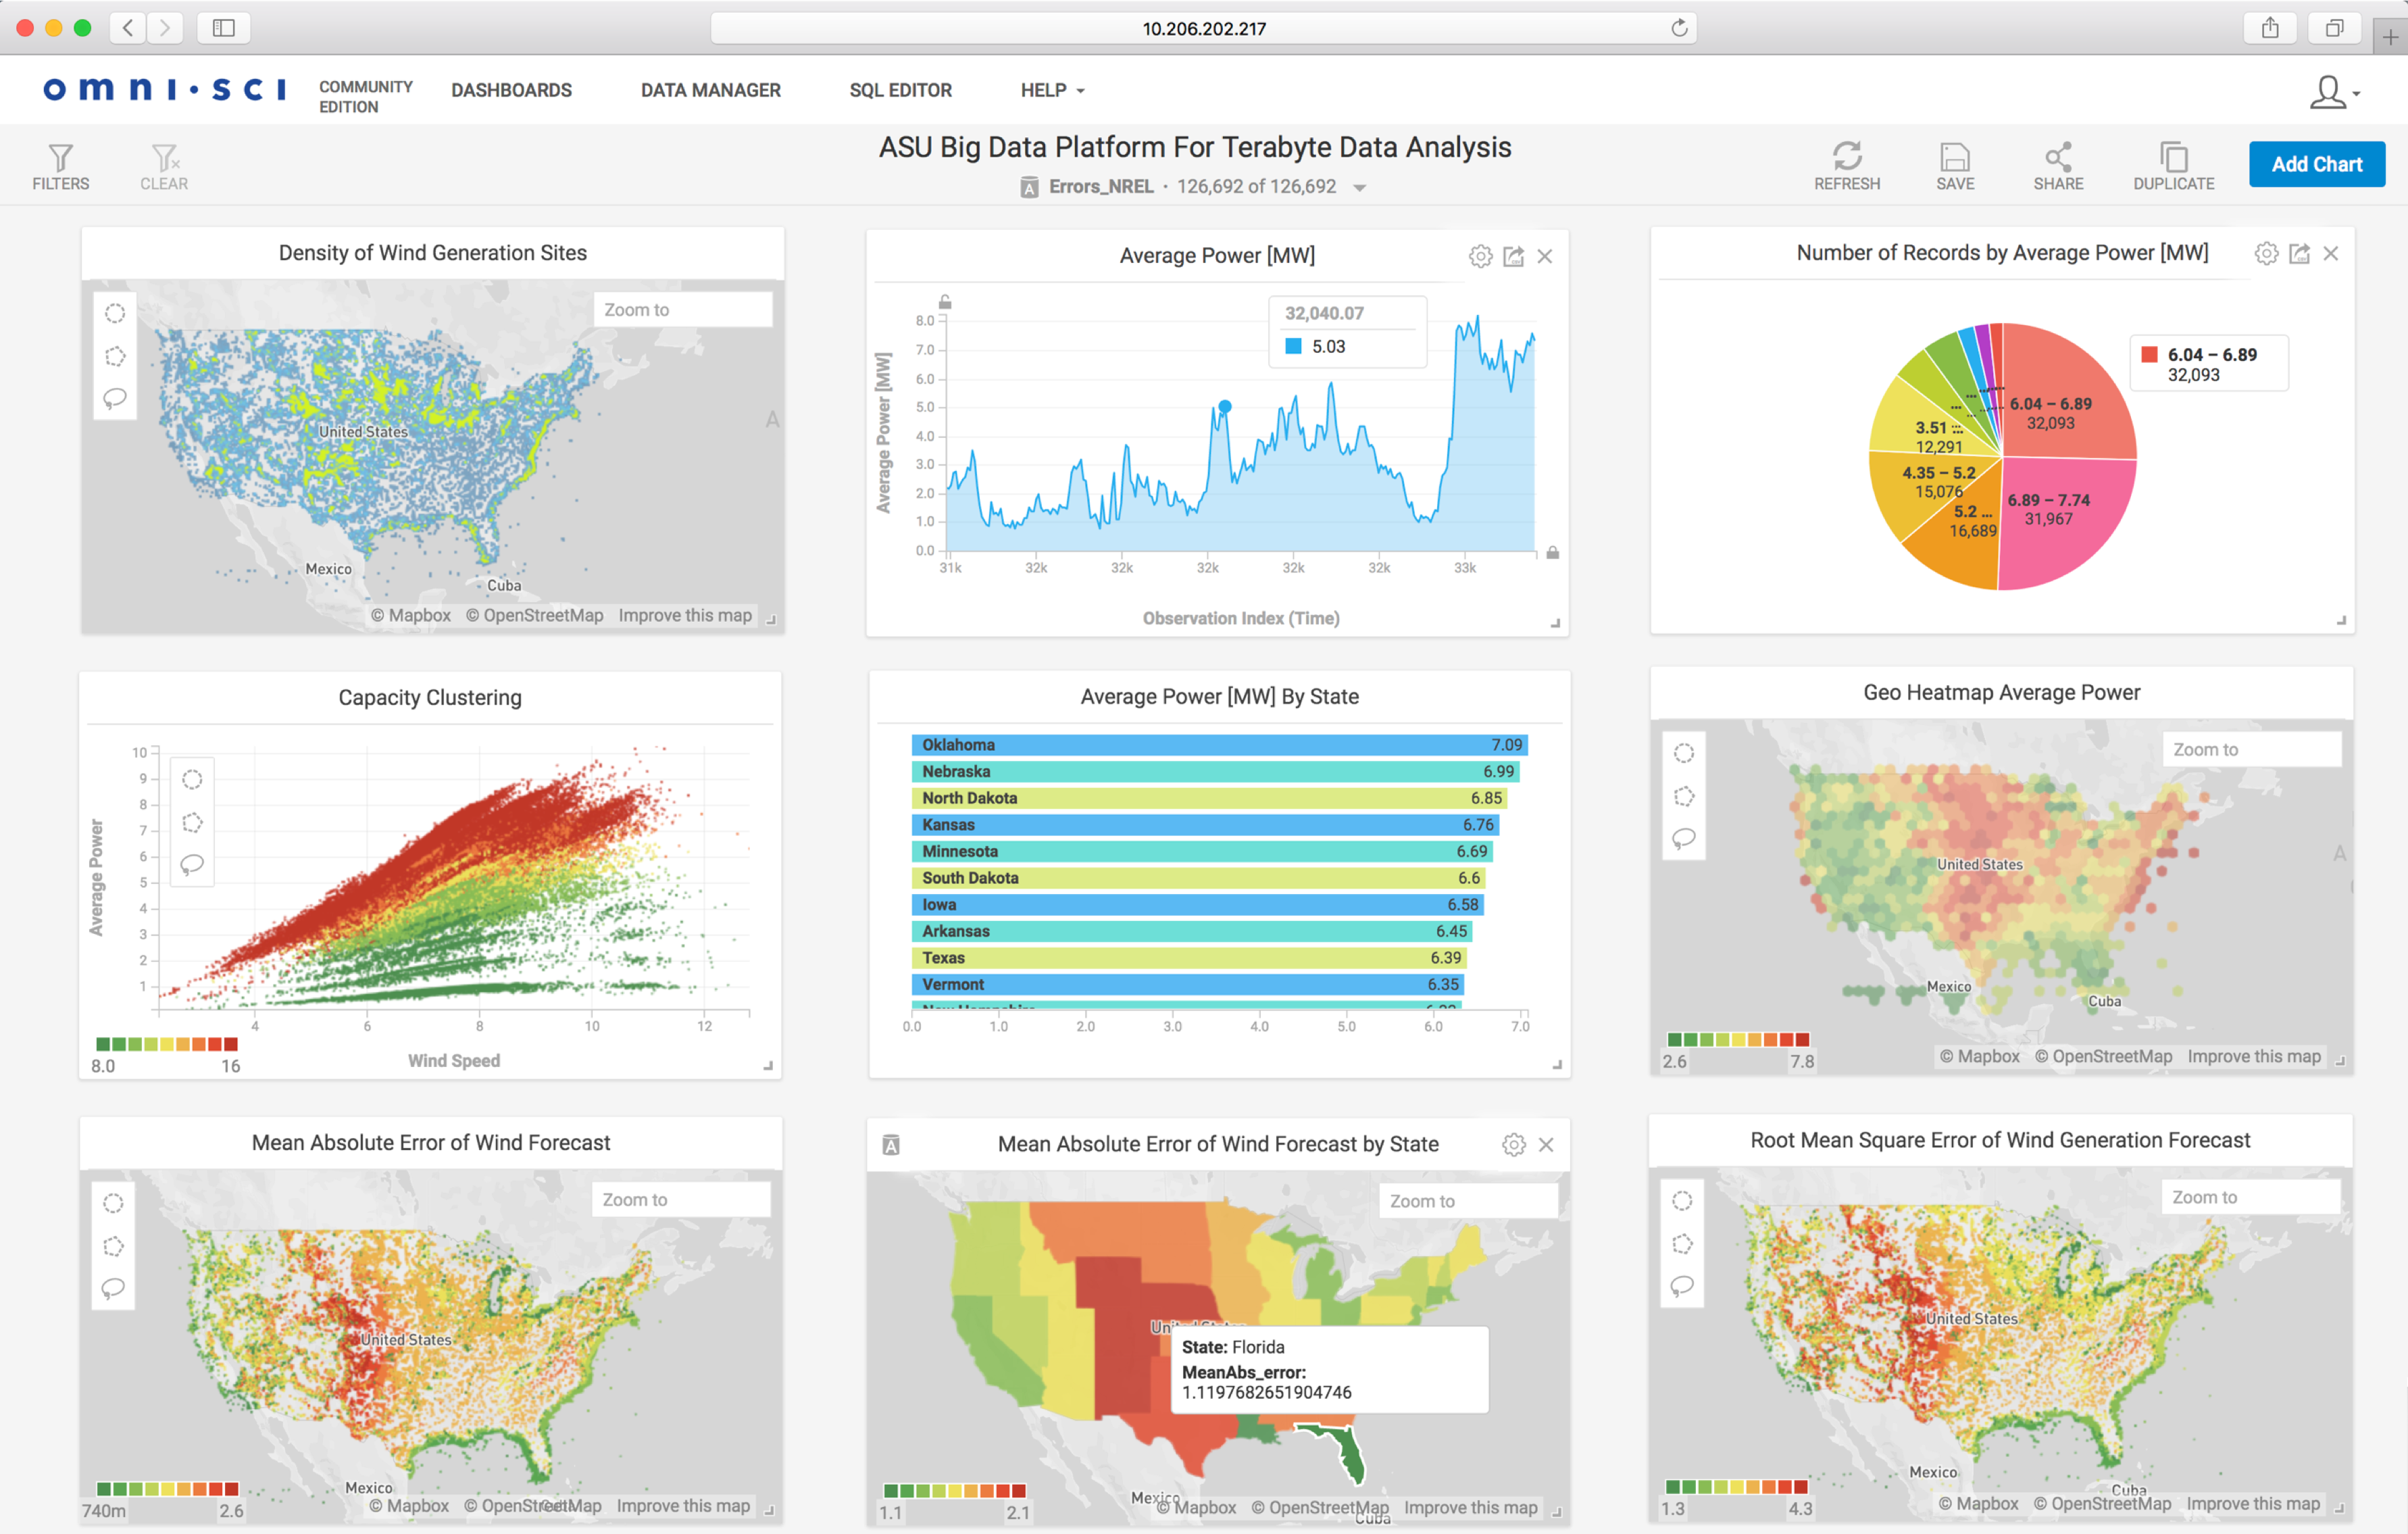 10.206.202.217
omni·sci
COMMUNITY
EDITION
DASHBOARDS
DATA MANAGER
SQL EDITOR
HELP
FILTERS
CLEAR
ASU Big Data Platform For Terabyte Data Analysis
A Errors_NREL · 126,692 of 126,692
REFRESH
SAVE
SHARE
DUPLICATE
Add Chart
Density of Wind Generation Sites
Zoom to
United States
A
Mexico
Cuba
© Mapbox © OpenStreetMap Improve this map
Average Power [MW]
32,040.07
5.03
Average Power [MW]
8.0
7.0
6.0
5.0
4.0
3.0
2.0
1.0
0.0
31k 32k 32k 32k 32k 32k 33k
Observation Index (Time)
Number of Records by Average Power [MW]
6.04 – 6.89
32,093
6.04 – 6.89
32,093
3.51 ...
12,291
4.35 – 5.2
15,076
6.89 – 7.74
31,967
5.2 ...
16,689
Capacity Clustering
Average Power
10
9
8
7
6
5
4
3
2
1
4 6 8 10 12
Wind Speed
8.0 16
Average Power [MW] By State
Oklahoma 7.09
Nebraska 6.99
North Dakota 6.85
Kansas 6.76
Minnesota 6.69
South Dakota 6.6
Iowa 6.58
Arkansas 6.45
Texas 6.39
Vermont 6.35
0.0 1.0 2.0 3.0 4.0 5.0 6.0 7.0
Geo Heatmap Average Power
Zoom to
United States
A
Mexico
Cuba
2.6 7.8
© Mapbox © OpenStreetMap Improve this map
Mean Absolute Error of Wind Forecast
Zoom to
United States
Mexico
740m 2.6
© Mapbox © OpenStreetMap Improve this map
A
Mean Absolute Error of Wind Forecast by State
Zoom to
State: Florida
MeanAbs_error:
1.1197682651904746
Mexico
1.1 2.1
© Mapbox © OpenStreetMap Improve this map
Cuba
Root Mean Square Error of Wind Generation Forecast
Zoom to
United States
Mexico
Cuba
1.3 4.3
© Mapbox © OpenStreetMap Improve this map